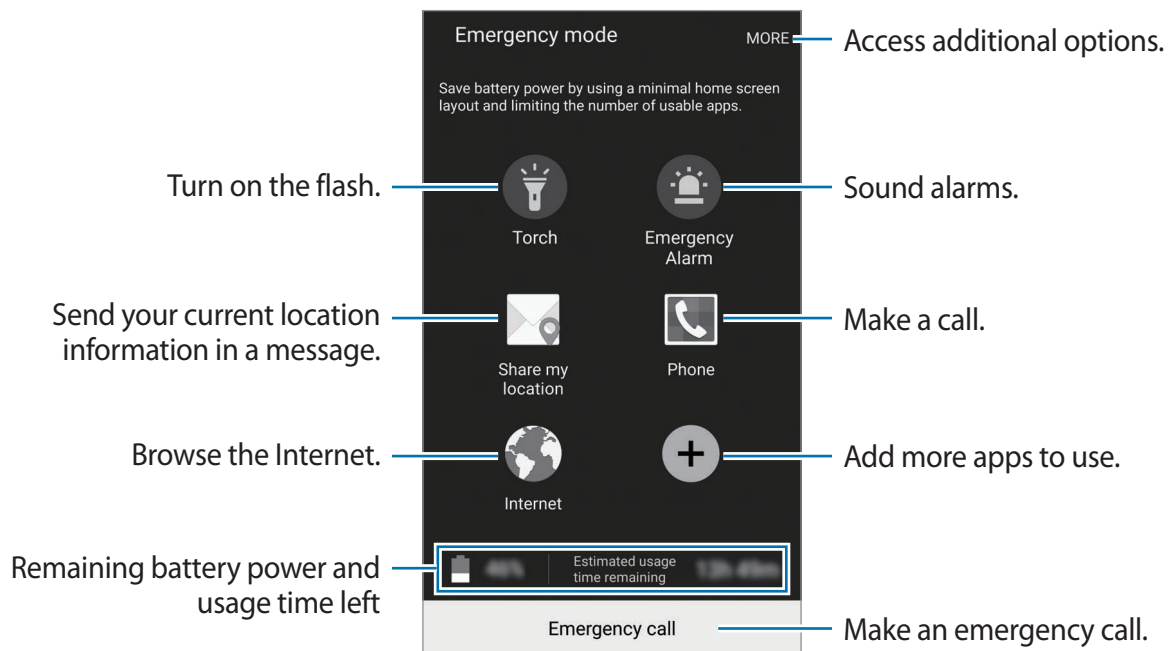 Emergency mode
MORE
Access additional options.
Save battery power by using a minimal home screen
layout and limiting the number of usable apps.
Turn on the flash.
Torch
Emergency
Alarm
Sound alarms.
Send your current location
information in a message.
Share my
location
Phone
Make a call.
Browse the Internet.
Internet
Add more apps to use.
Remaining battery power and
usage time left
Estimated usage
time remaining
Emergency call
Make an emergency call.